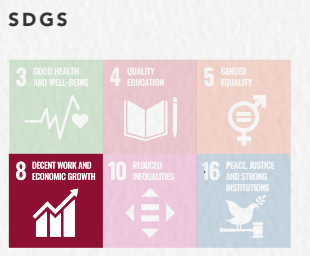 SDGS
3 GOOD HEALTH
AND WELL-BEING
4 QUALITY
EDUCATION
5 GENDER
EQUALITY
8 DECENT WORK AND
ECONOMIC GROWTH
10 REDUCED
INEQUALITIES
16 PEACE, JUSTICE
AND STRONG
INSTITUTIONS